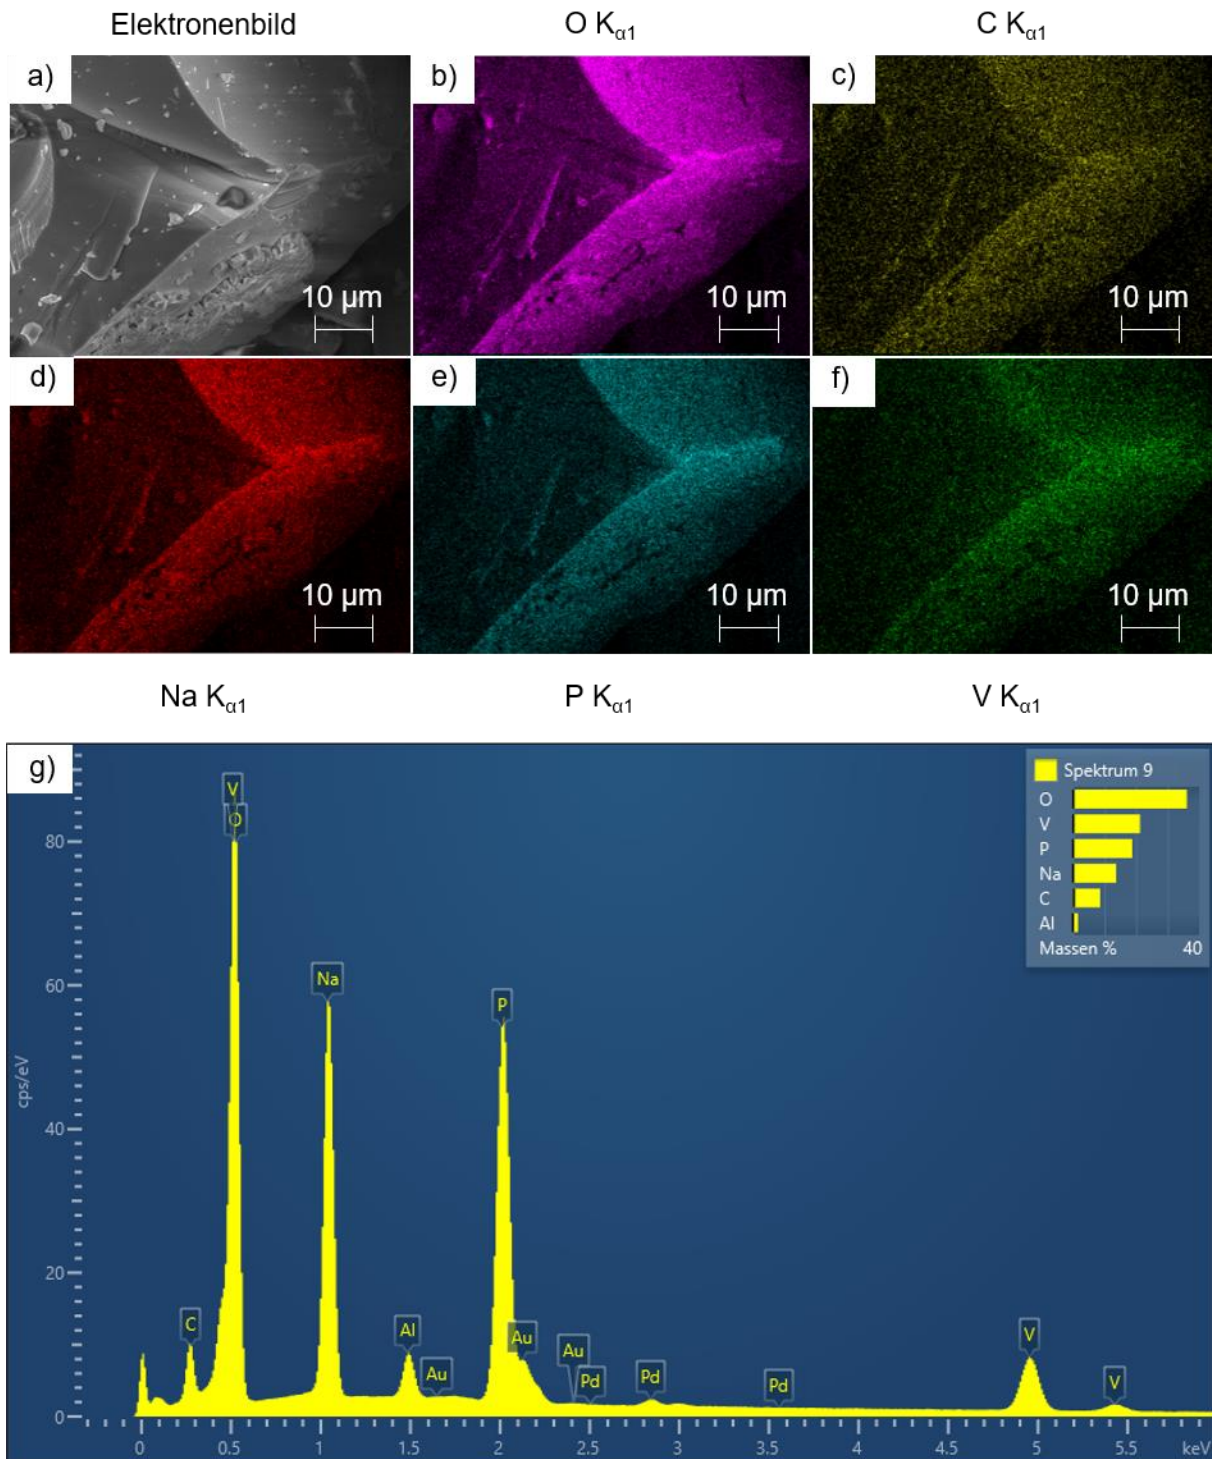 Elektronenbild O Kα1 C Kα1
a) b) c)
10 µm 10 µm 10 µm
d) e) f)
10 µm 10 µm 10 µm
Na Kα1 P Kα1 V Kα1
g)
Spektrum 9
O
V
P
Na
C
Al
Massen % 40
V
O
Na
P
C
Al
Au
Au
Au
Pd
Pd
Pd
V
V
80
60
40
20
0
cps/eV
0 0.5 1 1.5 2 2.5 3 3.5 4 4.5 5 5.5 keV